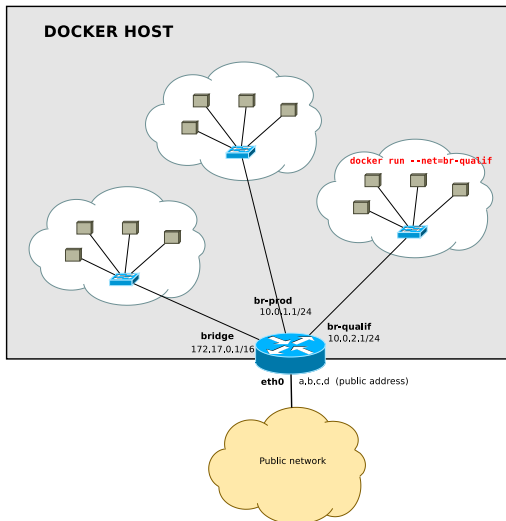 DOCKER HOST
docker run --net=br-qualif
br-prod
10.0.1.1/24
br-qualif
10.0.2.1/24
bridge
172.17.0.1/16
eth0 a,b,c,d (public address)
Public network